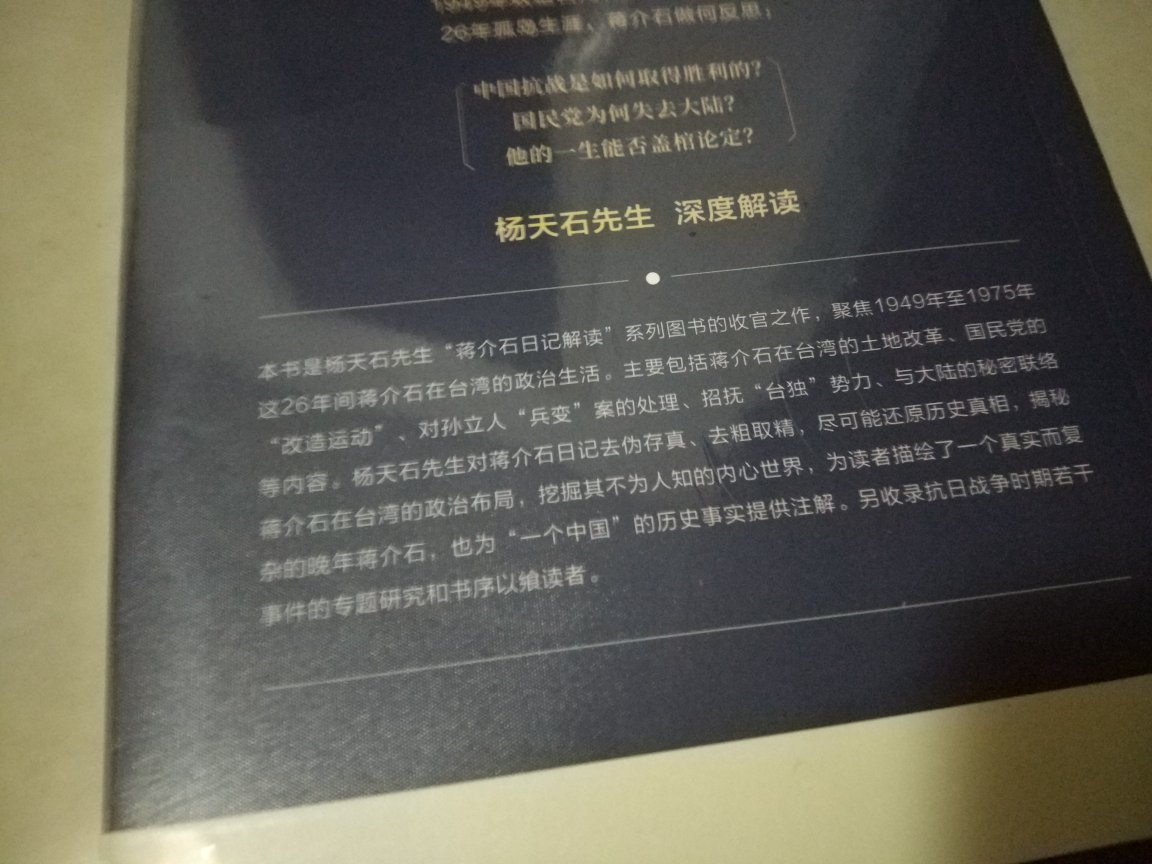 26年孤岛生涯，蒋介石做何反思；
中国抗战是如何取得胜利的？
国民党为何失去大陆？
他的一生能否盖棺论定？
杨天石先生 深度解读
本书是杨天石先生“蒋介石日记解读”系列图书的收官之作，聚焦1949年至1975年
这26年间蒋介石在台湾的政治生活。主要包括蒋介石在台湾的土地改革、国民党的
“改造运动”、对孙立人“兵变”案的处理、招抚“台独”势力、与大陆的秘密联络
等内容。杨天石先生对蒋介石日记去伪存真、去粗取精，尽可能还原历史真相，揭秘
蒋介石在台湾的政治布局，挖掘其不为人知的内心世界，为读者描绘了一个真实而复
杂的晚年蒋介石，也为“一个中国”的历史事实提供注解。另收录抗日战争时期若干
事件的专题研究和书序以飨读者。